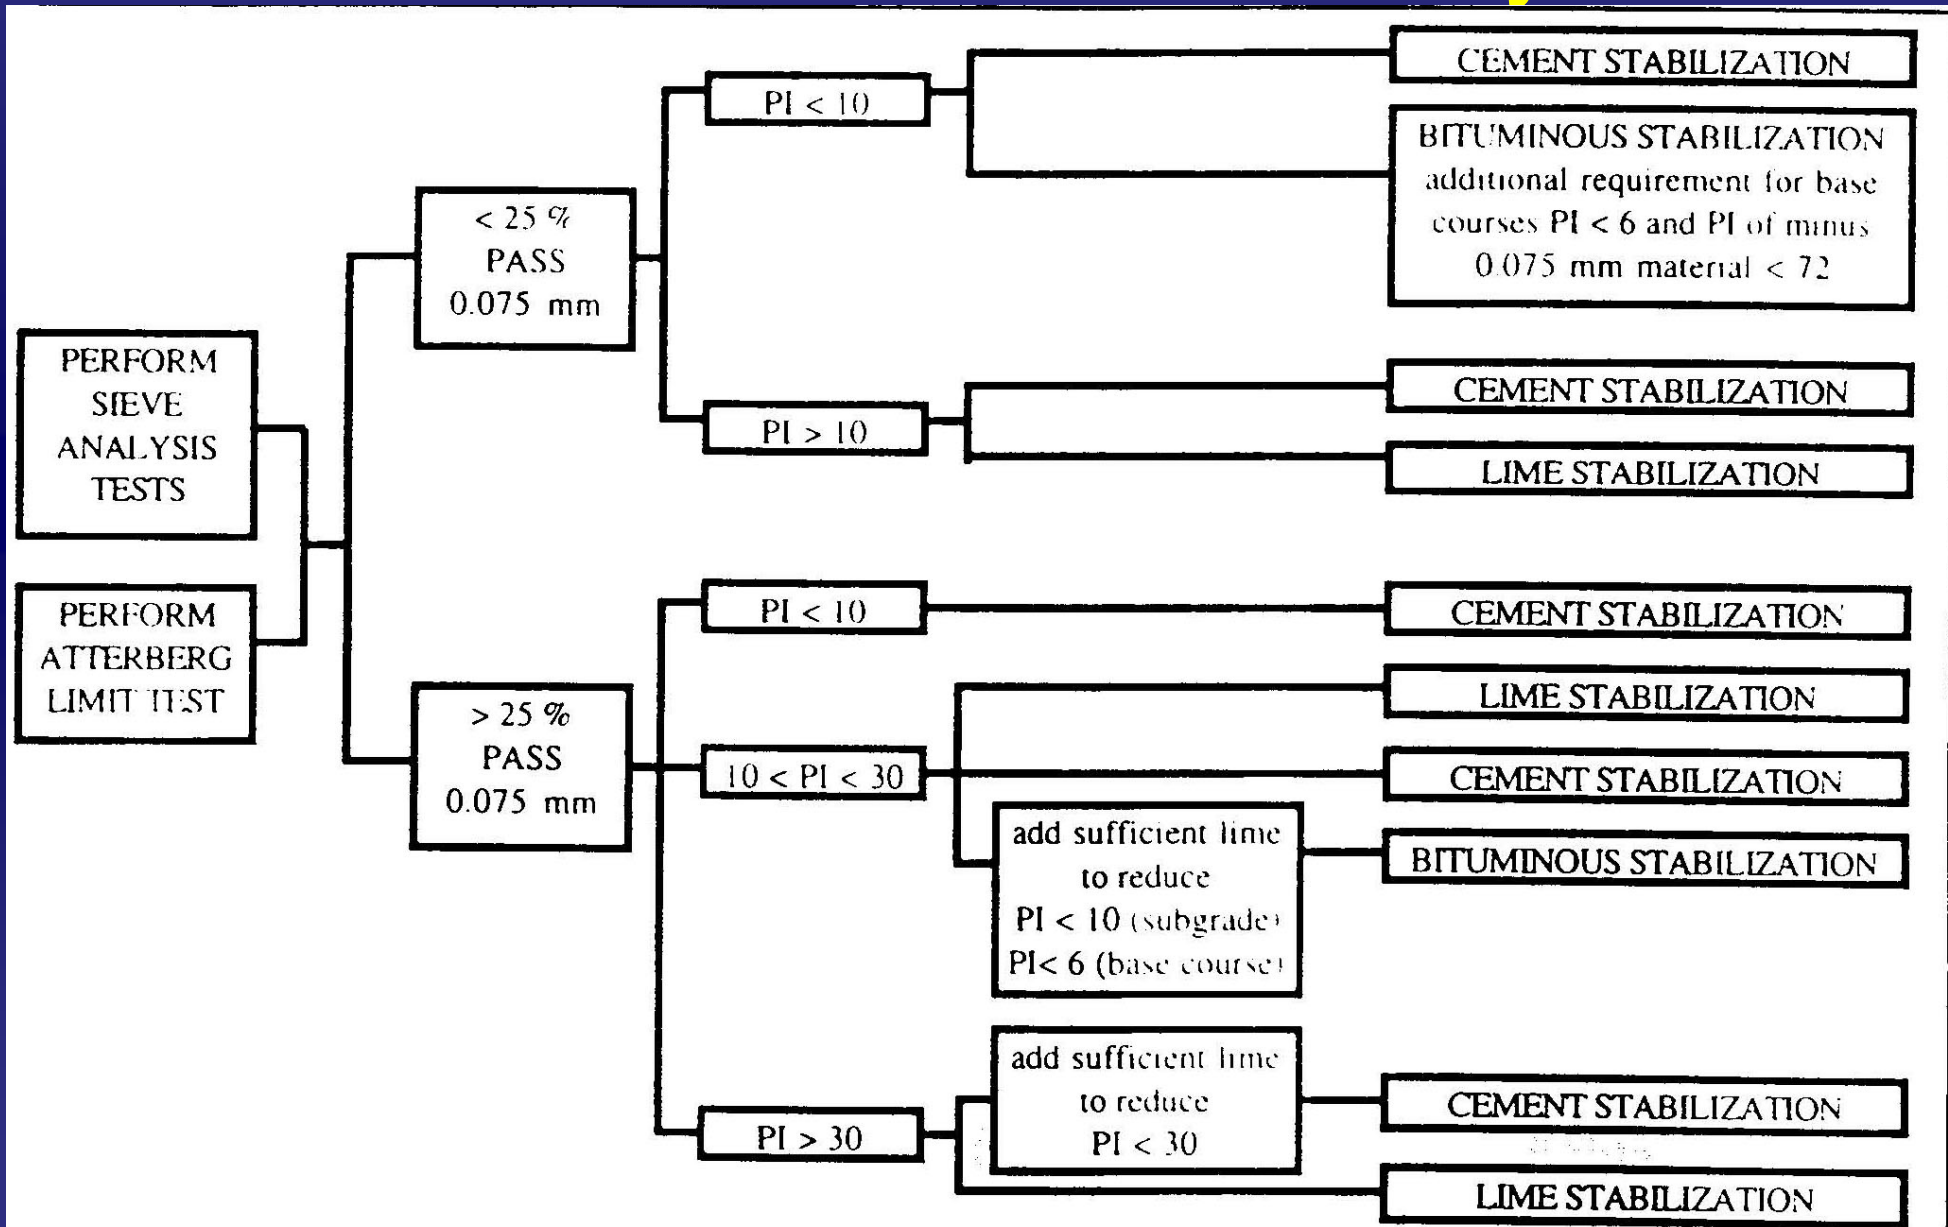 PERFORM
SIEVE
ANALYSIS
TESTS
PERFORM
ATTERBERG
LIMIT TEST
< 25 %
PASS
0.075 mm
> 25 %
PASS
0.075 mm
PI < 10
PI > 10
PI < 10
10 < PI < 30
PI > 30
add sufficient lime
to reduce
PI < 10 (subgrade)
PI< 6 (base course)
add sufficient lime
to reduce
PI < 30
CEMENT STABILIZATION
BITUMINOUS STABILIZATION
additional requirement for base
courses PI < 6 and PI of minus
0.075 mm material < 72
CEMENT STABILIZATION
LIME STABILIZATION
CEMENT STABILIZATION
LIME STABILIZATION
CEMENT STABILIZATION
BITUMINOUS STABILIZATION
CEMENT STABILIZATION
LIME STABILIZATION